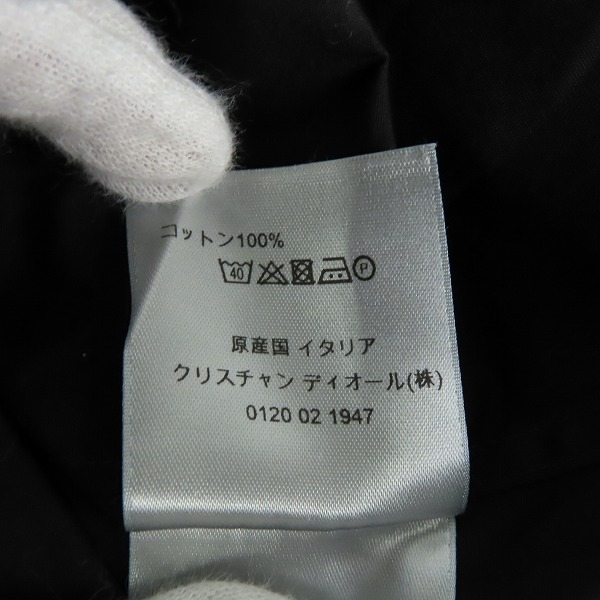 コットン100%
40 P
原産国 イタリア
クリスチャン ディオール(株)
0120 02 1947